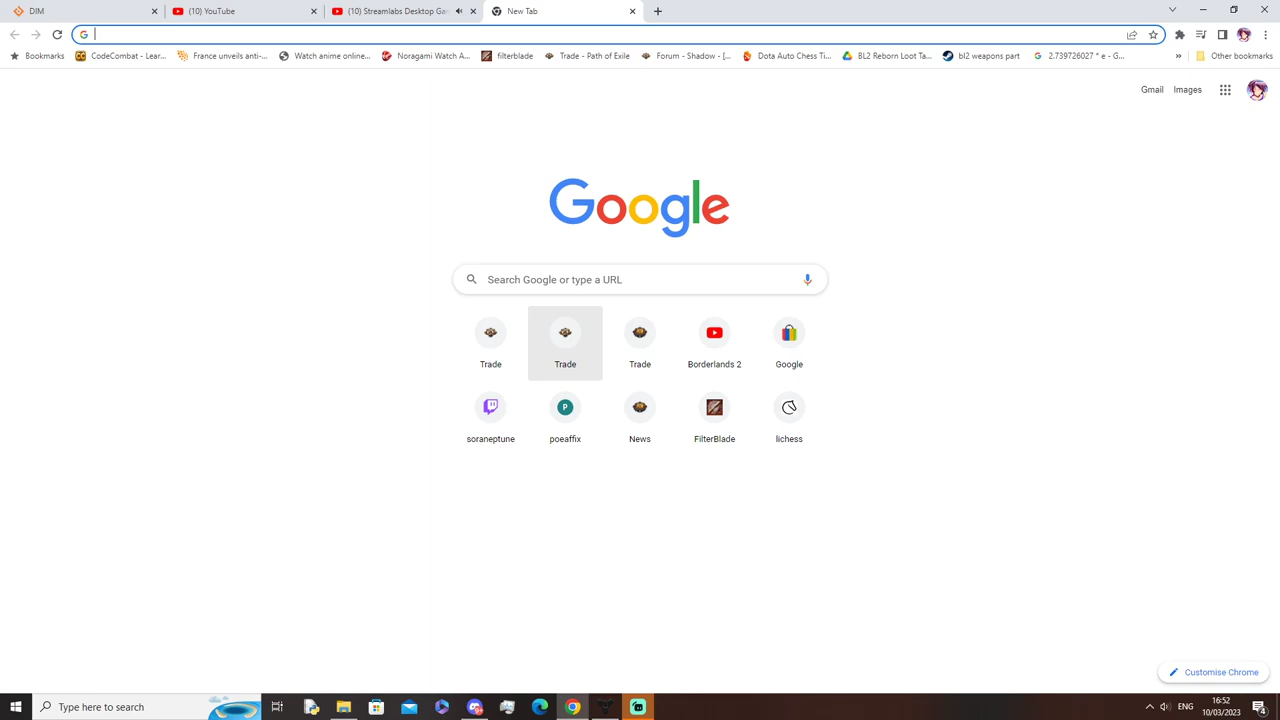 DIM
(10) YouTube
(10) Streamlabs Desktop Ga
New Tab
Bookmarks
CodeCombat - Lear...
France unveils anti-...
Watch anime online...
Noragami Watch A...
filterblade
Trade - Path of Exile
Forum - Shadow - [...
Dota Auto Chess Ti...
BL2 Reborn Loot Ta...
bl2 weapons part
2.739726027 * e - G...
»
Other bookmarks
Gmail
Images
Google
Search Google or type a URL
Trade
Trade
Trade
Borderlands 2
Google
soraneptune
P
poeaffix
News
FilterBlade
lichess
Customise Chrome
Type here to search
ENG
16:52
10/03/2023